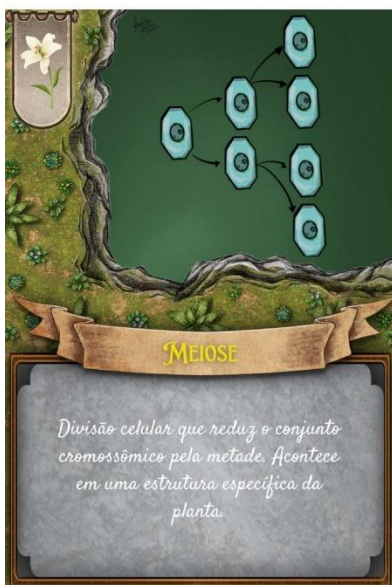 MEIOSE
Divisão celular que reduz o conjunto
cromossômico pela metade. Acontece
em uma estrutura específica da
planta.